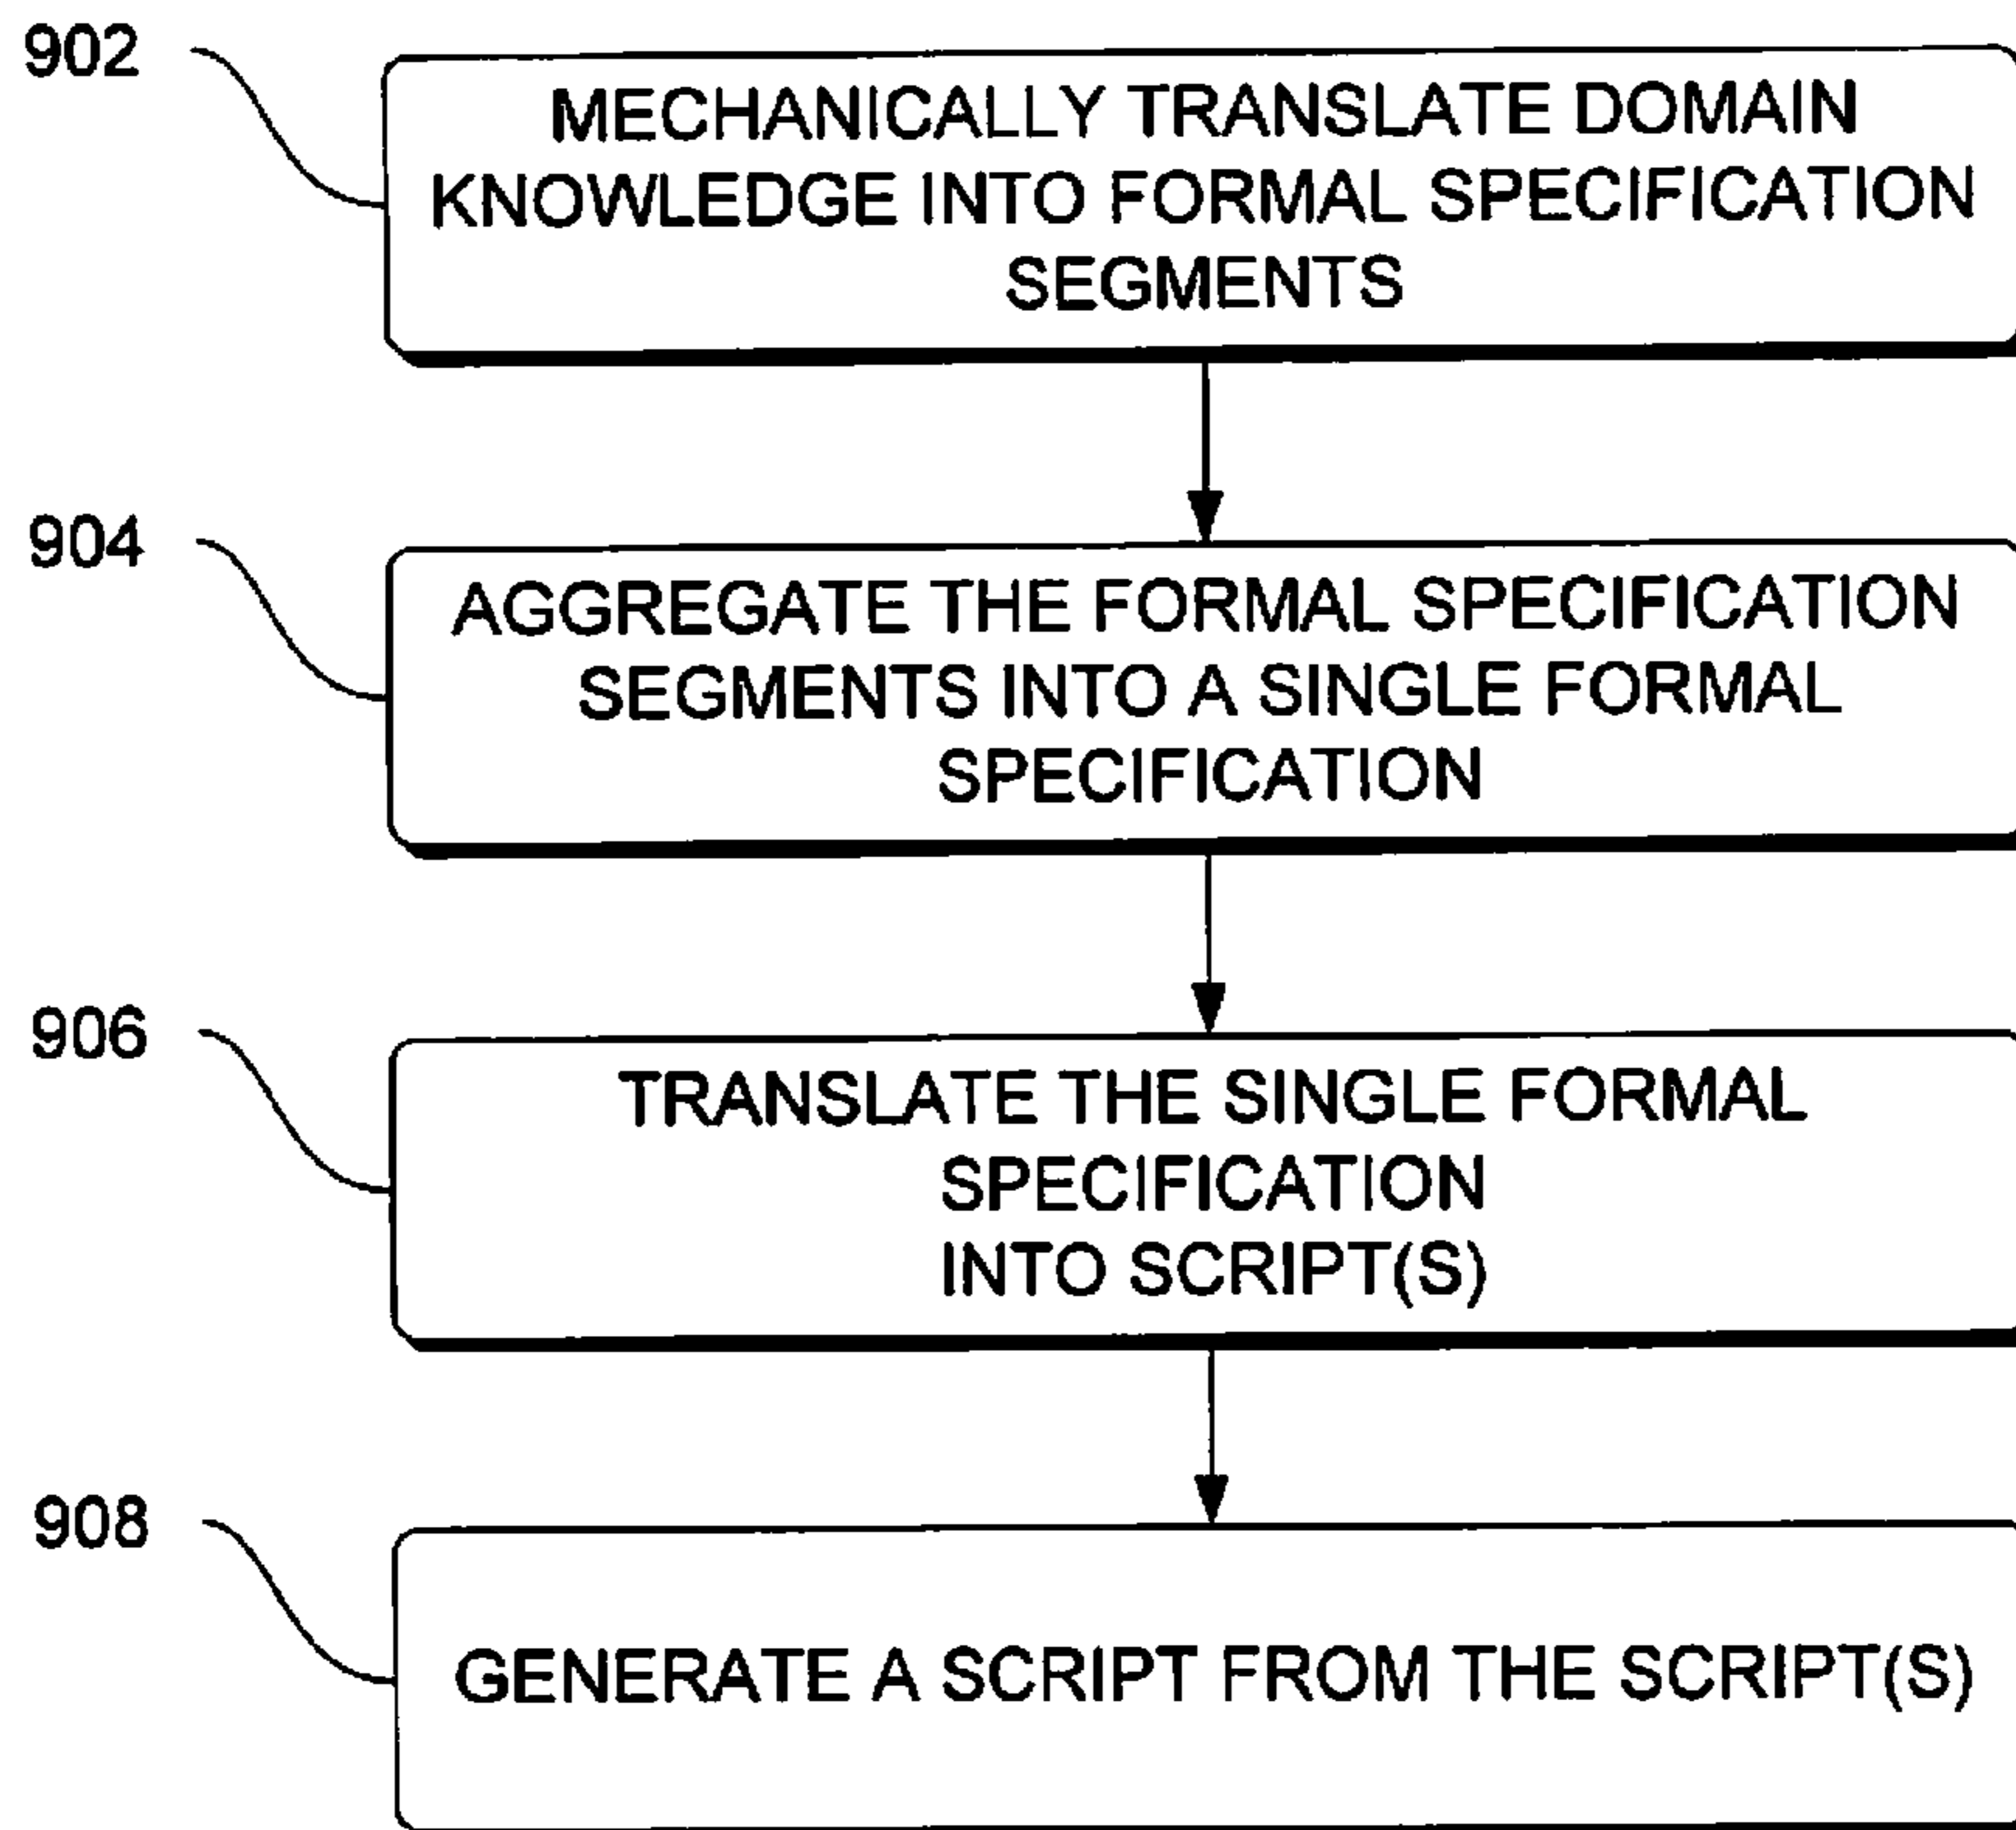 902
MECHANICALLY TRANSLATE DOMAIN
KNOWLEDGE INTO FORMAL SPECIFICATION
SEGMENTS
904
AGGREGATE THE FORMAL SPECIFICATION
SEGMENTS INTO A SINGLE FORMAL
SPECIFICATION
906
TRANSLATE THE SINGLE FORMAL
SPECIFICATION
INTO SCRIPT(S)
908
GENERATE A SCRIPT FROM THE SCRIPT(S)